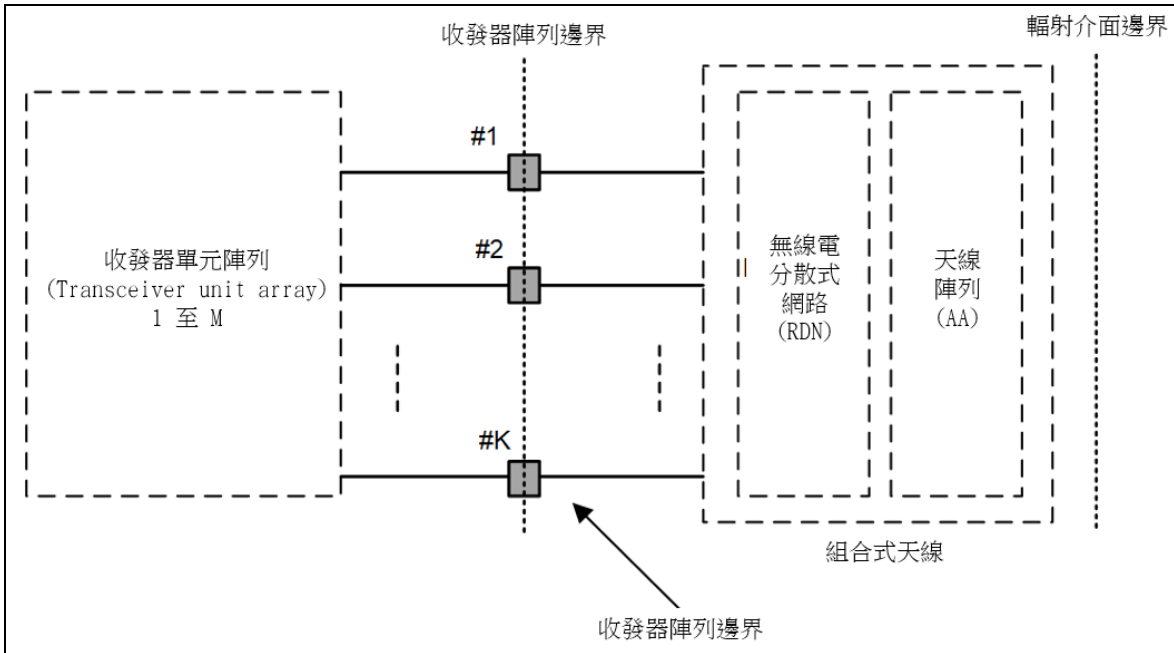 收發器陣列邊界
輻射介面邊界
#1
#2
#K
收發器單元陣列
(Transceiver unit array)
1 至 M
無線電
分散式
網路
(RDN)
天線
陣列
(AA)
組合式天線
收發器陣列邊界